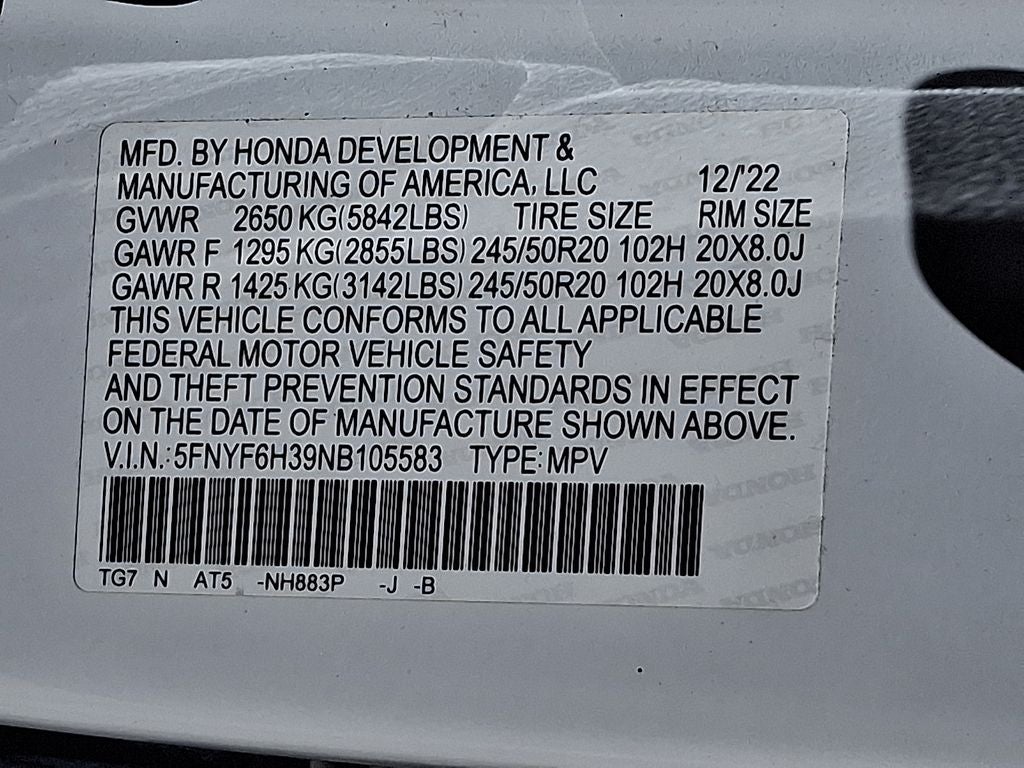 MFD. BY HONDA DEVELOPMENT &
MANUFACTURING OF AMERICA, LLC 12/'22
GVWR 2650 KG(5842LBS) TIRE SIZE RIM SIZE
GAWR F 1295 KG(2855LBS) 245/50R20 102H 20X8.0J
GAWR R 1425 KG(3142LBS) 245/50R20 102H 20X8.0J
THIS VEHICLE CONFORMS TO ALL APPLICABLE
FEDERAL MOTOR VEHICLE SAFETY
AND THEFT PREVENTION STANDARDS IN EFFECT
ON THE DATE OF MANUFACTURE SHOWN ABOVE.
V.I.N.:5FNYF6H39NB105583 TYPE:MPV
TG7 N AT5 -NH883P -J -B